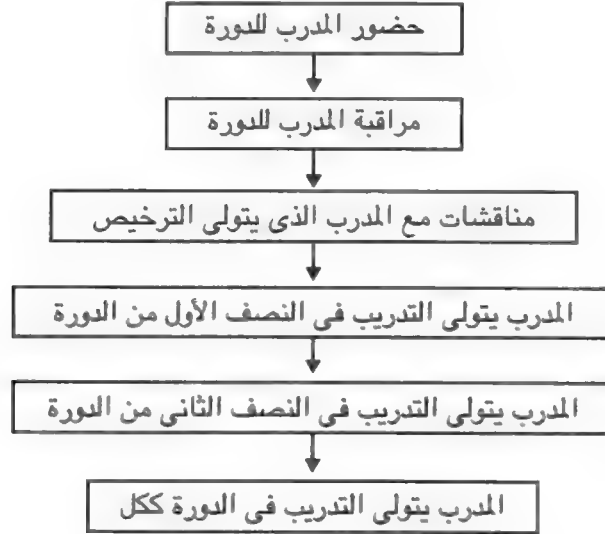 حضور المدرب للدورة
مراقبة المدرب للدورة
مناقشات مع المدرب الذى يتولى الترخيص
المدرب يتولى التدريب فى النصف الأول من الدورة
المدرب يتولى التدريب فى النصف الثانى من الدورة
المدرب يتولى التدريب فى الدورة ككل